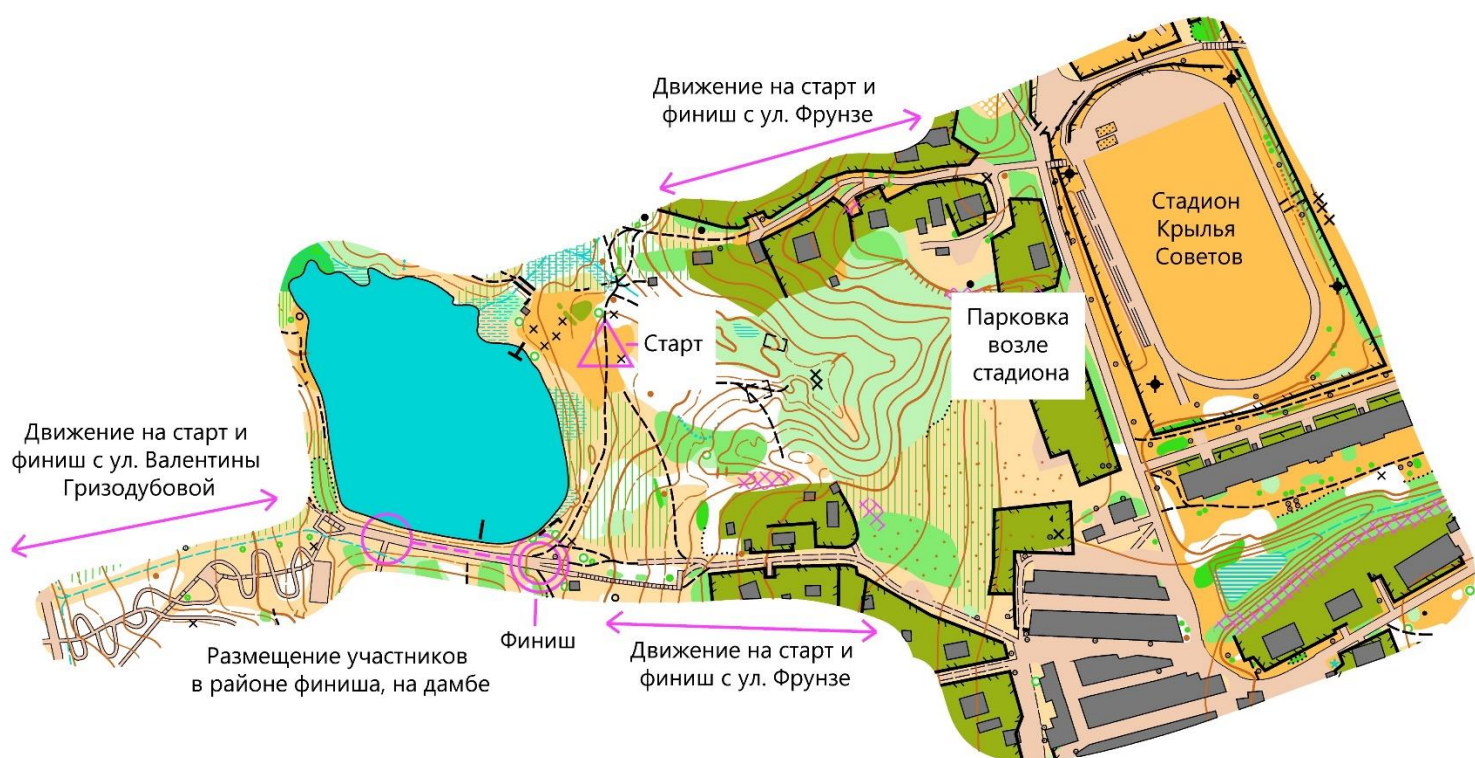 Движение на старт и
финиш с ул. Фрунзе
Стадион
Крылья
Советов
Старт
Парковка
возле
стадиона
Движение на старт и
финиш с ул. Валентины
Гризодубовой
Финиш
Размещение участников
в районе финиша, на дамбе
Движение на старт и
финиш с ул. Фрунзе